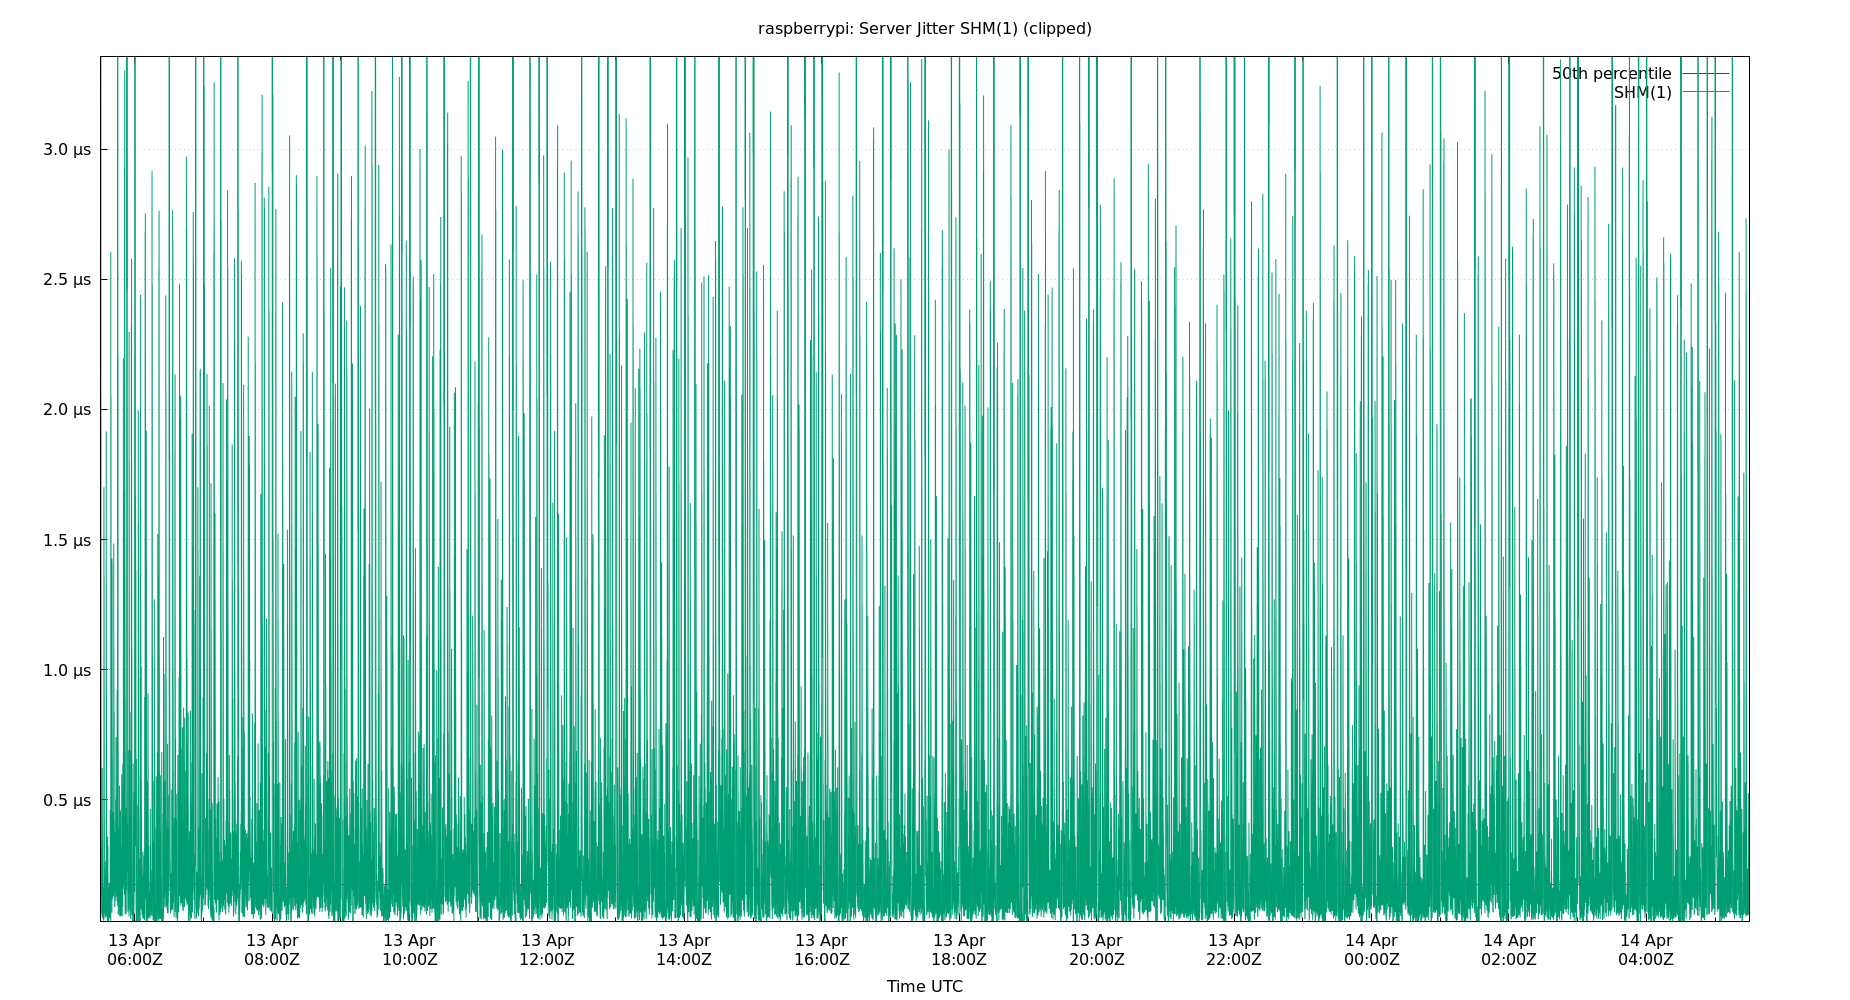 raspberrypi: Server Jitter SHM(1) (clipped)
50th percentile
SHM(1)
3.0 µs
2.5 µs
2.0 µs
1.5 µs
1.0 µs
0.5 µs
13 Apr 13 Apr 13 Apr 13 Apr 13 Apr 13 Apr 13 Apr 13 Apr 13 Apr 14 Apr 14 Apr 14 Apr
06:00Z 08:00Z 10:00Z 12:00Z 14:00Z 16:00Z 18:00Z 20:00Z 22:00Z 00:00Z 02:00Z 04:00Z
Time UTC